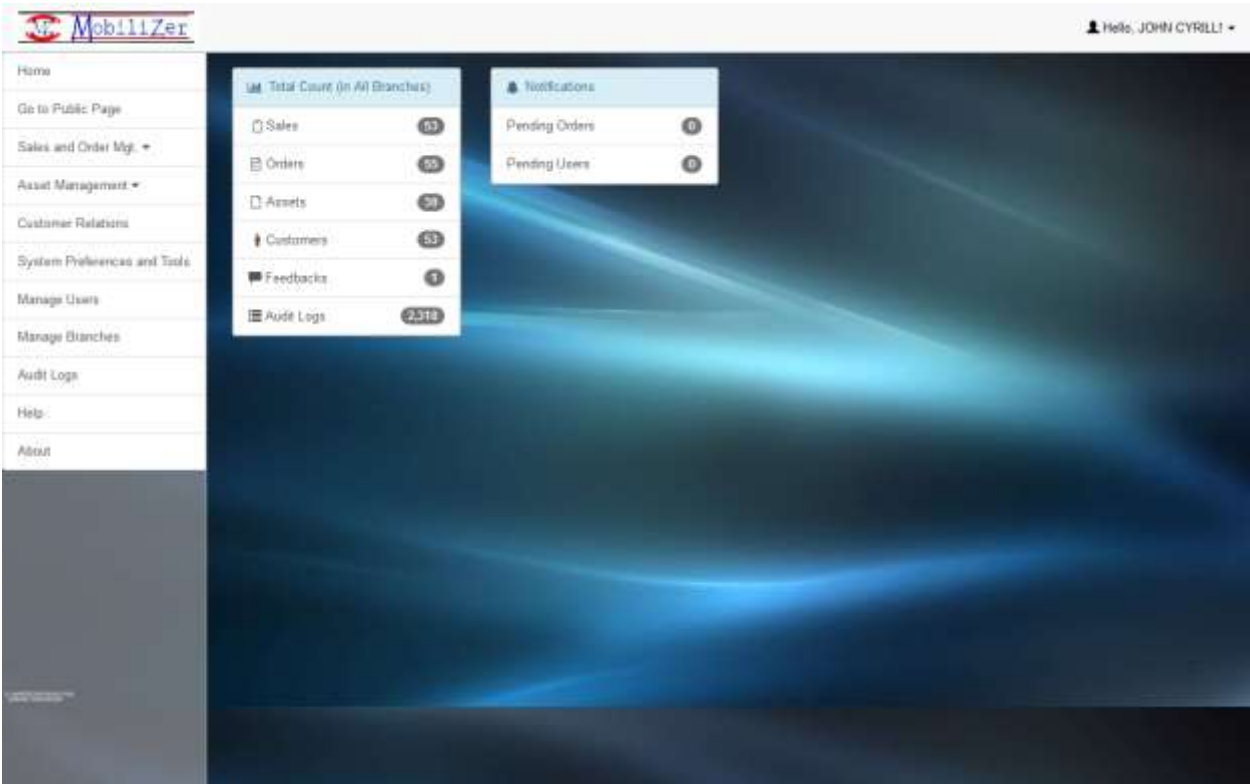 MobiliZer
Hello, JOHN CYRILL!
Home
Go to Public Page
Sales and Order Mgt.
Asset Management
Customer Relations
System Preferences and Tools
Manage Users
Manage Branches
Audit Logs
Help
About
Total Count (in All Branches)
Sales 53
Orders 55
Assets 38
Customers 53
Feedbacks 1
Audit Logs 2,318
Notifications
Pending Orders 0
Pending Users 0